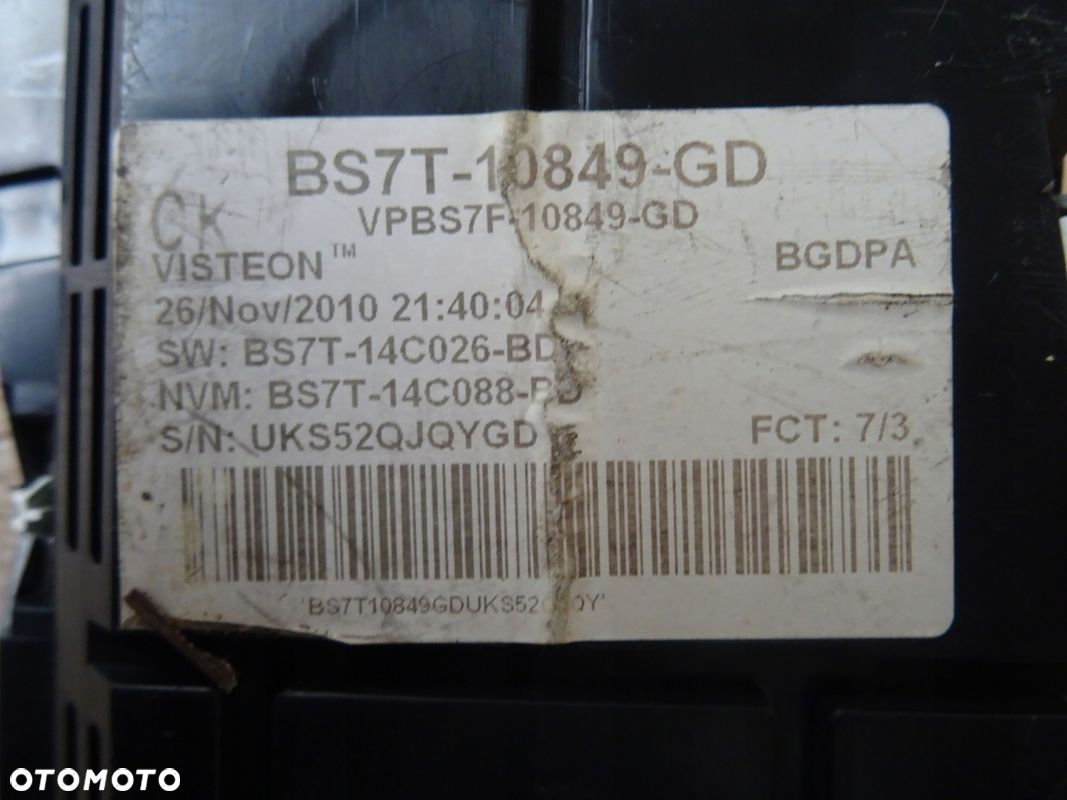 BS7T-10849-GD
VPBS7F-10849-GD
CK
VISTEON™
BGDPA
26/Nov/2010 21:40:04
SW: BS7T-14C026-BD
NVM: BS7T-14C088-BD
S/N: UKS52QJQYGD
FCT: 7/3
OTOMOTO